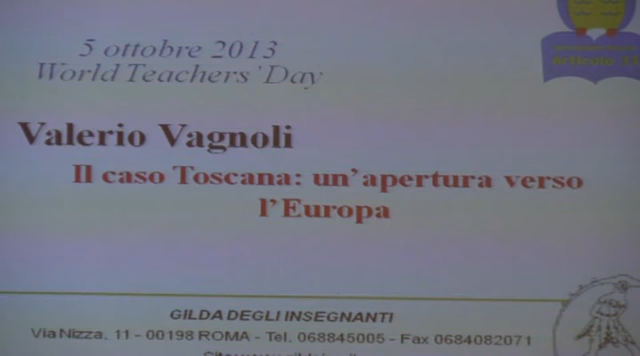 5 ottobre 2013
World Teachers' Day
Articolo
Valerio Vagnoli
Il caso Toscana: un'apertura verso
l'Europa
GILDA DEGLI INSEGNANTI
Via Nizza, 11 - 00198 ROMA - Tel. 068845005 - Fax 0684082071